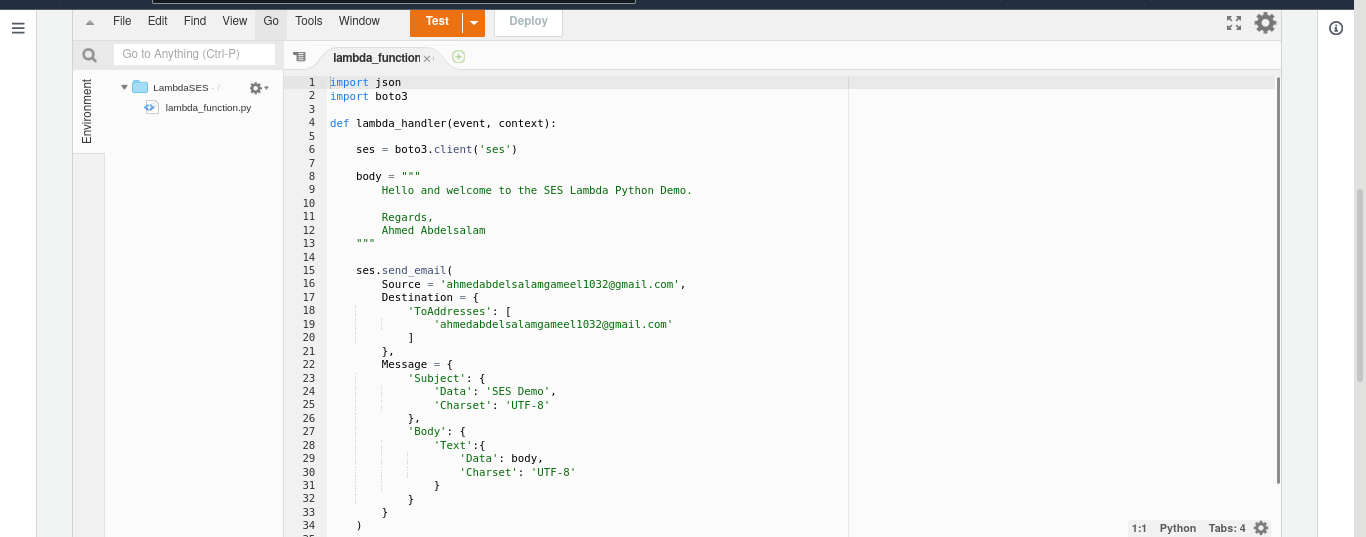 File Edit Find View Go Tools Window Test Deploy
Go to Anything (Ctrl-P)
lambda_function
Environment
LambdaSES - /
lambda_function.py
1 import json
2 import boto3
3
4 def lambda_handler(event, context):
5
6     ses = boto3.client('ses')
7
8     body = """
9         Hello and welcome to the SES Lambda Python Demo.
10
11         Regards,
12         Ahmed Abdelsalam
13     """
14
15     ses.send_email(
16         Source = 'ahmedabdelsalamgameel1032@gmail.com',
17         Destination = {
18             'ToAddresses': [
19                 'ahmedabdelsalamgameel1032@gmail.com'
20             ]
21         },
22         Message = {
23             'Subject': {
24                 'Data': 'SES Demo',
25                 'Charset': 'UTF-8'
26             },
27             'Body': {
28                 'Text':{
29                     'Data': body,
30                     'Charset': 'UTF-8'
31                 }
32             }
33         }
34     )
1:1 Python Tabs: 4